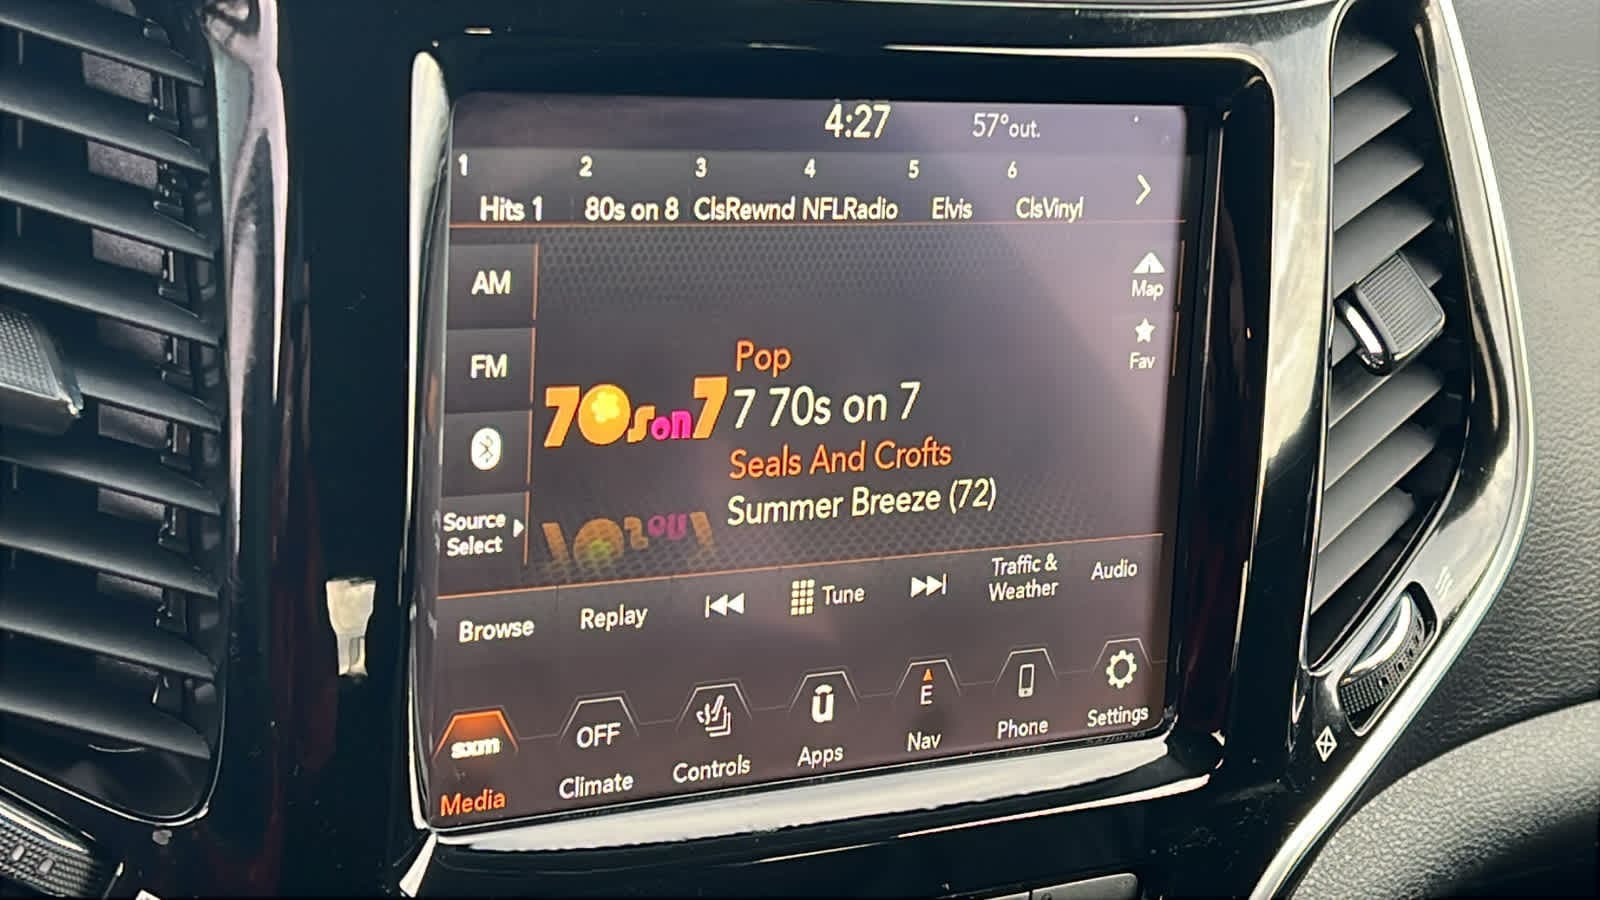 4:27 57°out.
1 2 3 4 5 6
Hits 1 80s on 8 ClsRewnd NFLRadio Elvis ClsVinyl
AM
Map
FM
Fav
Pop
70s on 7
7 70s on 7
Seals And Crofts
Summer Breeze (72)
Source
Select
Browse Replay Tune Traffic &
Weather Audio
sxm OFF E
Media Climate Controls Apps Nav Phone Settings